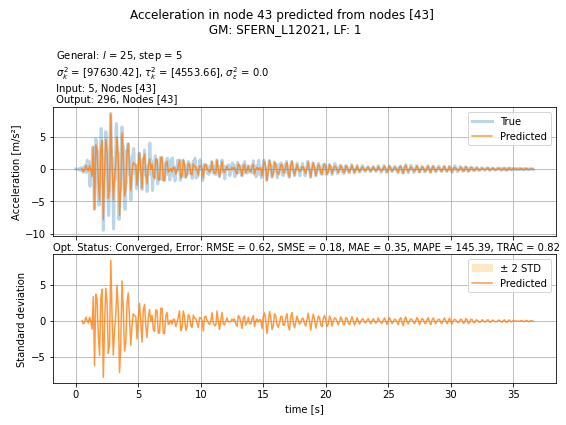 Acceleration in node 43 predicted from nodes [43]
GM: SFERN_L12021, LF: 1
General: l = 25, step = 5
σ²ₖ = [97630.42], τ²ₖ = [4553.66], σ²ε = 0.0
Input: 5, Nodes [43]
Output: 296, Nodes [43]
Acceleration [m/s²]
5
0
−5
−10
True
Predicted
Opt. Status: Converged, Error: RMSE = 0.62, SMSE = 0.18, MAE = 0.35, MAPE = 145.39, TRAC = 0.82
Standard deviation
5
0
−5
± 2 STD
Predicted
0 5 10 15 20 25 30 35
time [s]